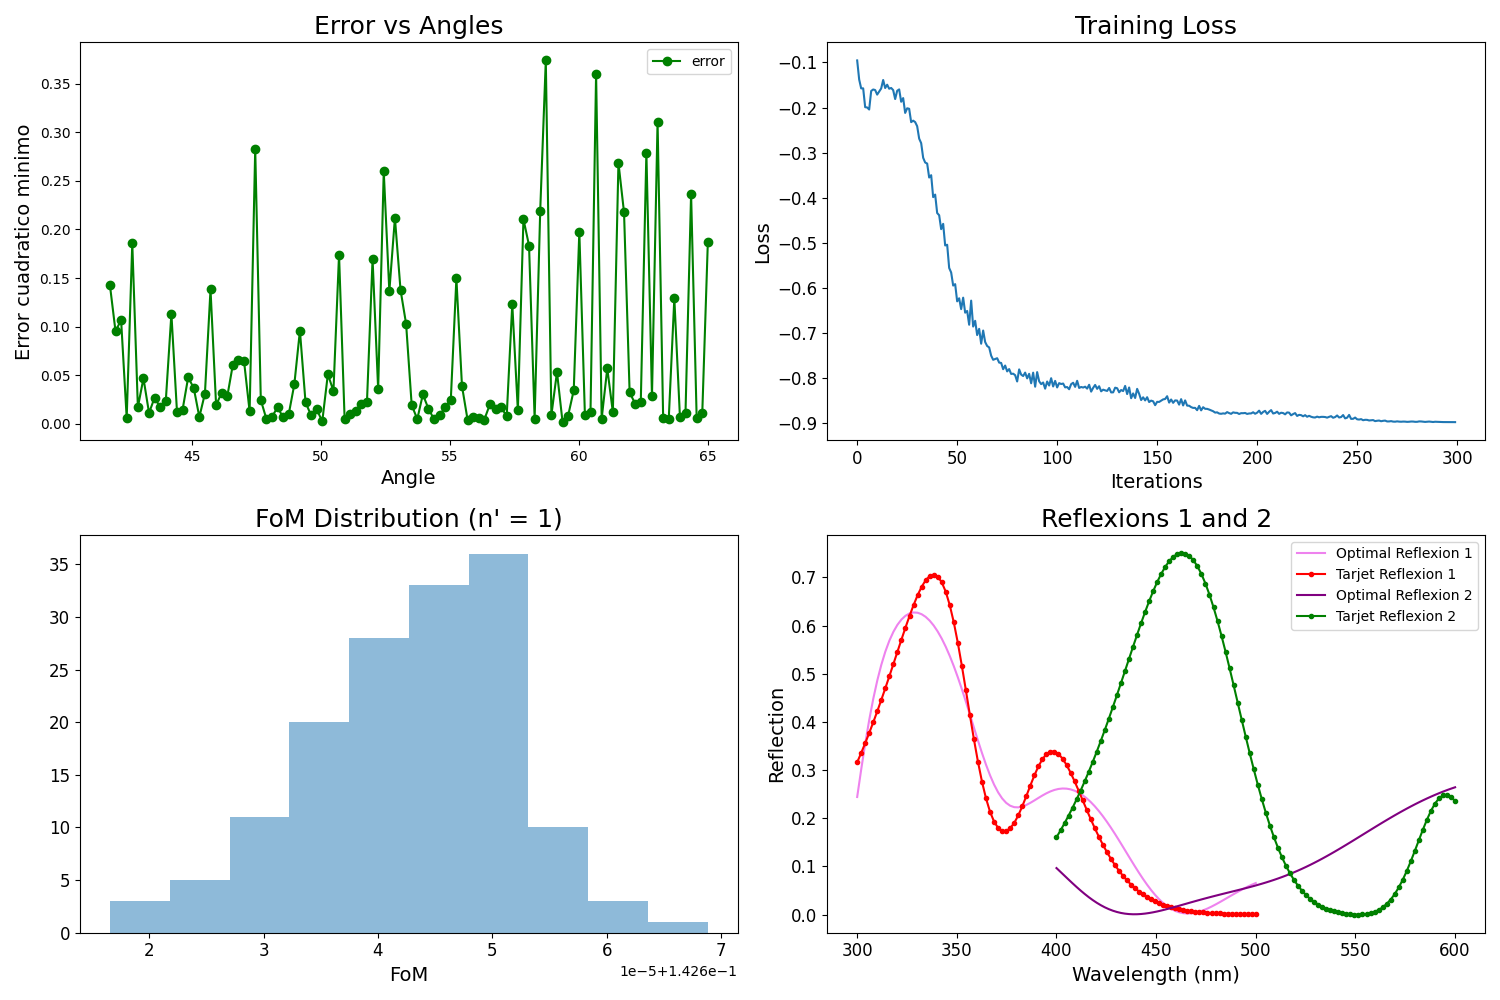 Error vs Angles
error
0.35
0.30
0.25
0.20
0.15
0.10
0.05
0.00
Error cuadratico minimo
45 50 55 60 65
Angle
Training Loss
−0.1
−0.2
−0.3
−0.4
−0.5
−0.6
−0.7
−0.8
−0.9
Loss
0 50 100 150 200 250 300
Iterations
FoM Distribution (n' = 1)
35
30
25
20
15
10
5
0
2 3 4 5 6 7
FoM
1e−5+1.426e−1
Reflexions 1 and 2
Optimal Reflexion 1
Tarjet Reflexion 1
Optimal Reflexion 2
Tarjet Reflexion 2
0.7
0.6
0.5
0.4
0.3
0.2
0.1
0.0
Reflection
300 350 400 450 500 550 600
Wavelength (nm)